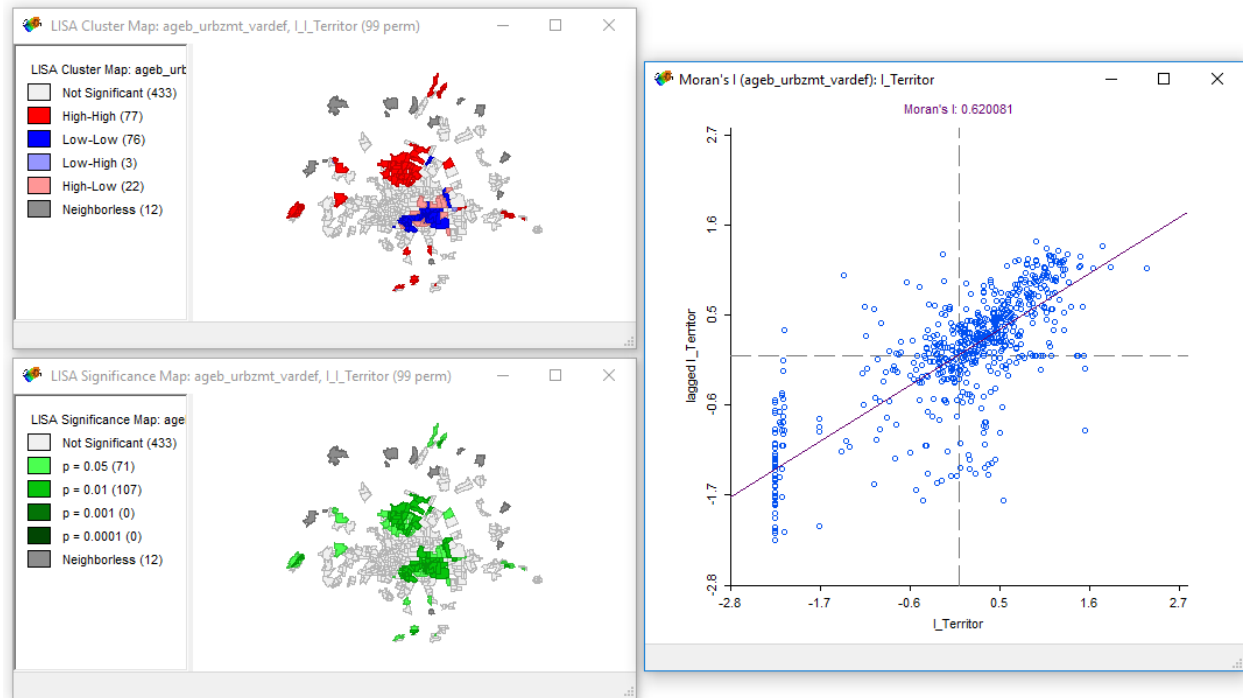 LISA Cluster Map: ageb_urbzmt_vardef, I_I_Territor (99 perm)
LISA Cluster Map: ageb_urb
Not Significant (433)
High-High (77)
Low-Low (76)
Low-High (3)
High-Low (22)
Neighborless (12)
LISA Significance Map: ageb_urbzmt_vardef, I_I_Territor (99 perm)
LISA Significance Map: age
Not Significant (433)
p = 0.05 (71)
p = 0.01 (107)
p = 0.001 (0)
p = 0.0001 (0)
Neighborless (12)
Moran's I (ageb_urbzmt_vardef): I_Territor
Moran's I: 0.620081
2.7
1.6
0.5
-0.6
-1.7
-2.8
lagged I_Territor
-2.8 -1.7 -0.6 0.5 1.6 2.7
I_Territor